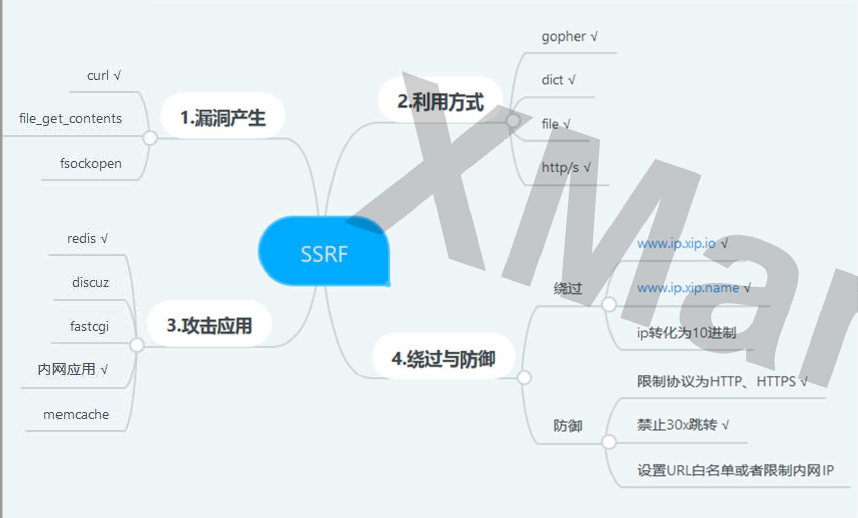 SSRF
1.漏洞产生
curl √
file_get_contents
fsockopen
2.利用方式
gopher √
dict √
file √
http/s √
3.攻击应用
redis √
discuz
fastcgi
内网应用 √
memcache
4.绕过与防御
绕过
www.ip.xip.io √
www.ip.xip.name √
ip转化为10进制
防御
限制协议为HTTP、HTTPS √
禁止30x跳转 √
设置URL白名单或者限制内网IP
XMar